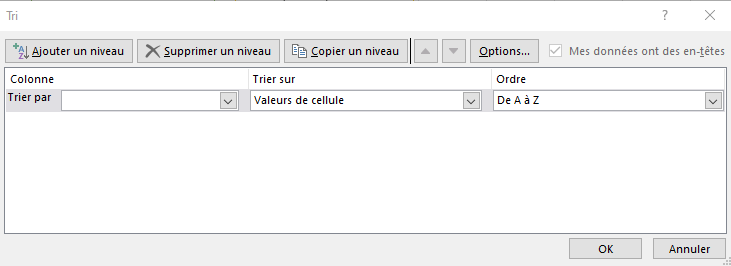 Tri
Ajouter un niveau Supprimer un niveau Copier un niveau Options... Mes données ont des en-têtes
Colonne Trier sur Ordre
Trier par Valeurs de cellule De A à Z
OK Annuler